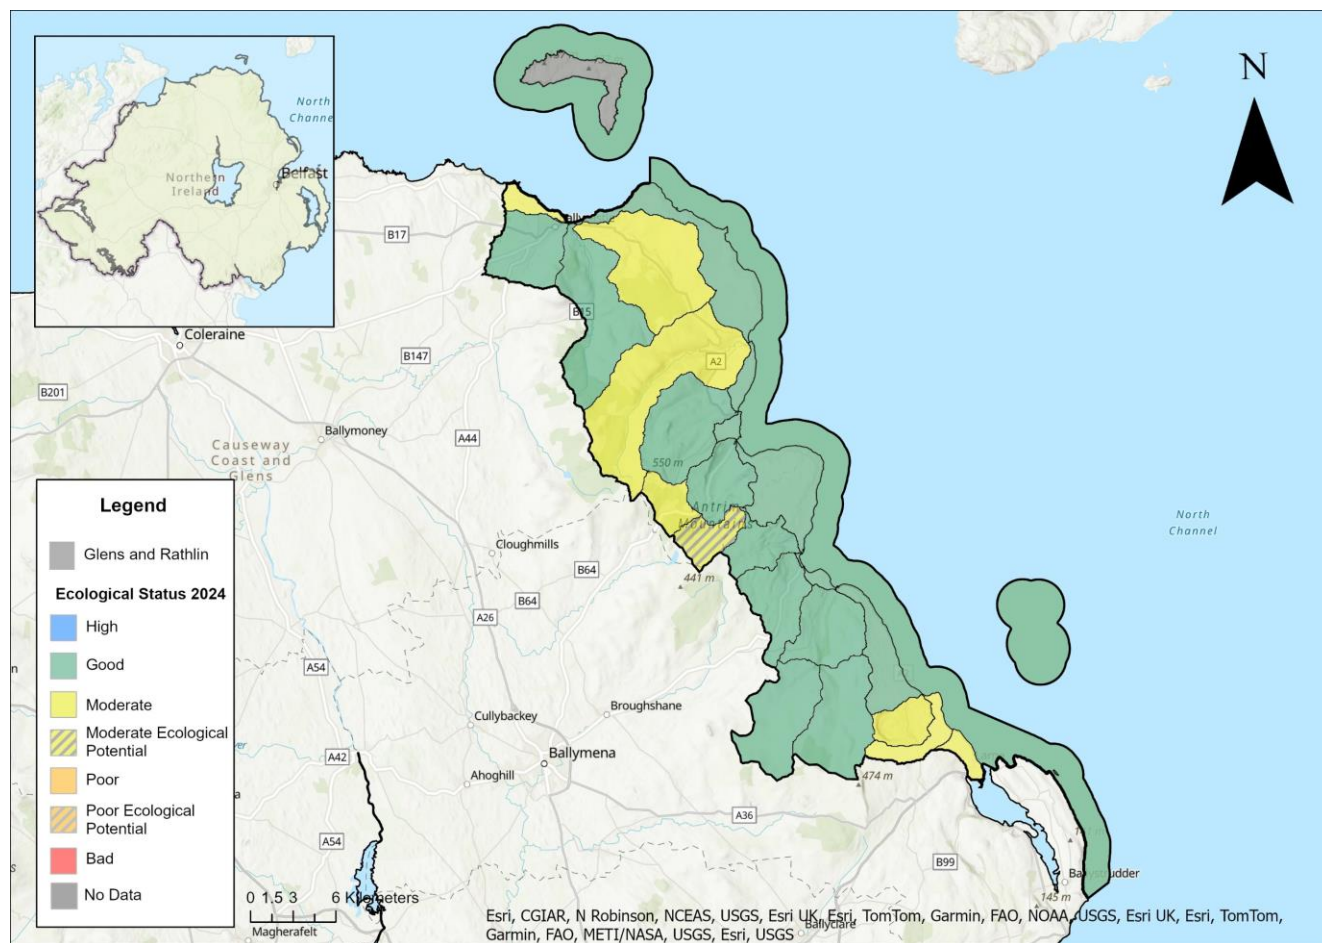 North
Channe
Northern
Ireland
Belfast
N
B17
B15
Coleraine
B147
A2
B201
Ballymoney
A44
Causeway
Coast and
Glens
550 m
Antrim
Mountains
North
Channel
Cloughmills
B64
441 m
B64
A26
A54
Broughshane
Cullybackey
Ballymena
A42
Ahoghill
474 m
A36
A54
B99
145 m
Magherafelt
Ballyclare
Legend
Glens and Rathlin
Ecological Status 2024
High
Good
Moderate
Moderate Ecological
Potential
Poor
Poor Ecological
Potential
Bad
No Data
0 1.5 3 6 Kilometers
Esri, CGIAR, N Robinson, NCEAS, USGS, Esri UK, Esri, TomTom, Garmin, FAO, NOAA, USGS, Esri UK, Esri, TomTom,
Garmin, FAO, METI/NASA, USGS, Esri, USGS